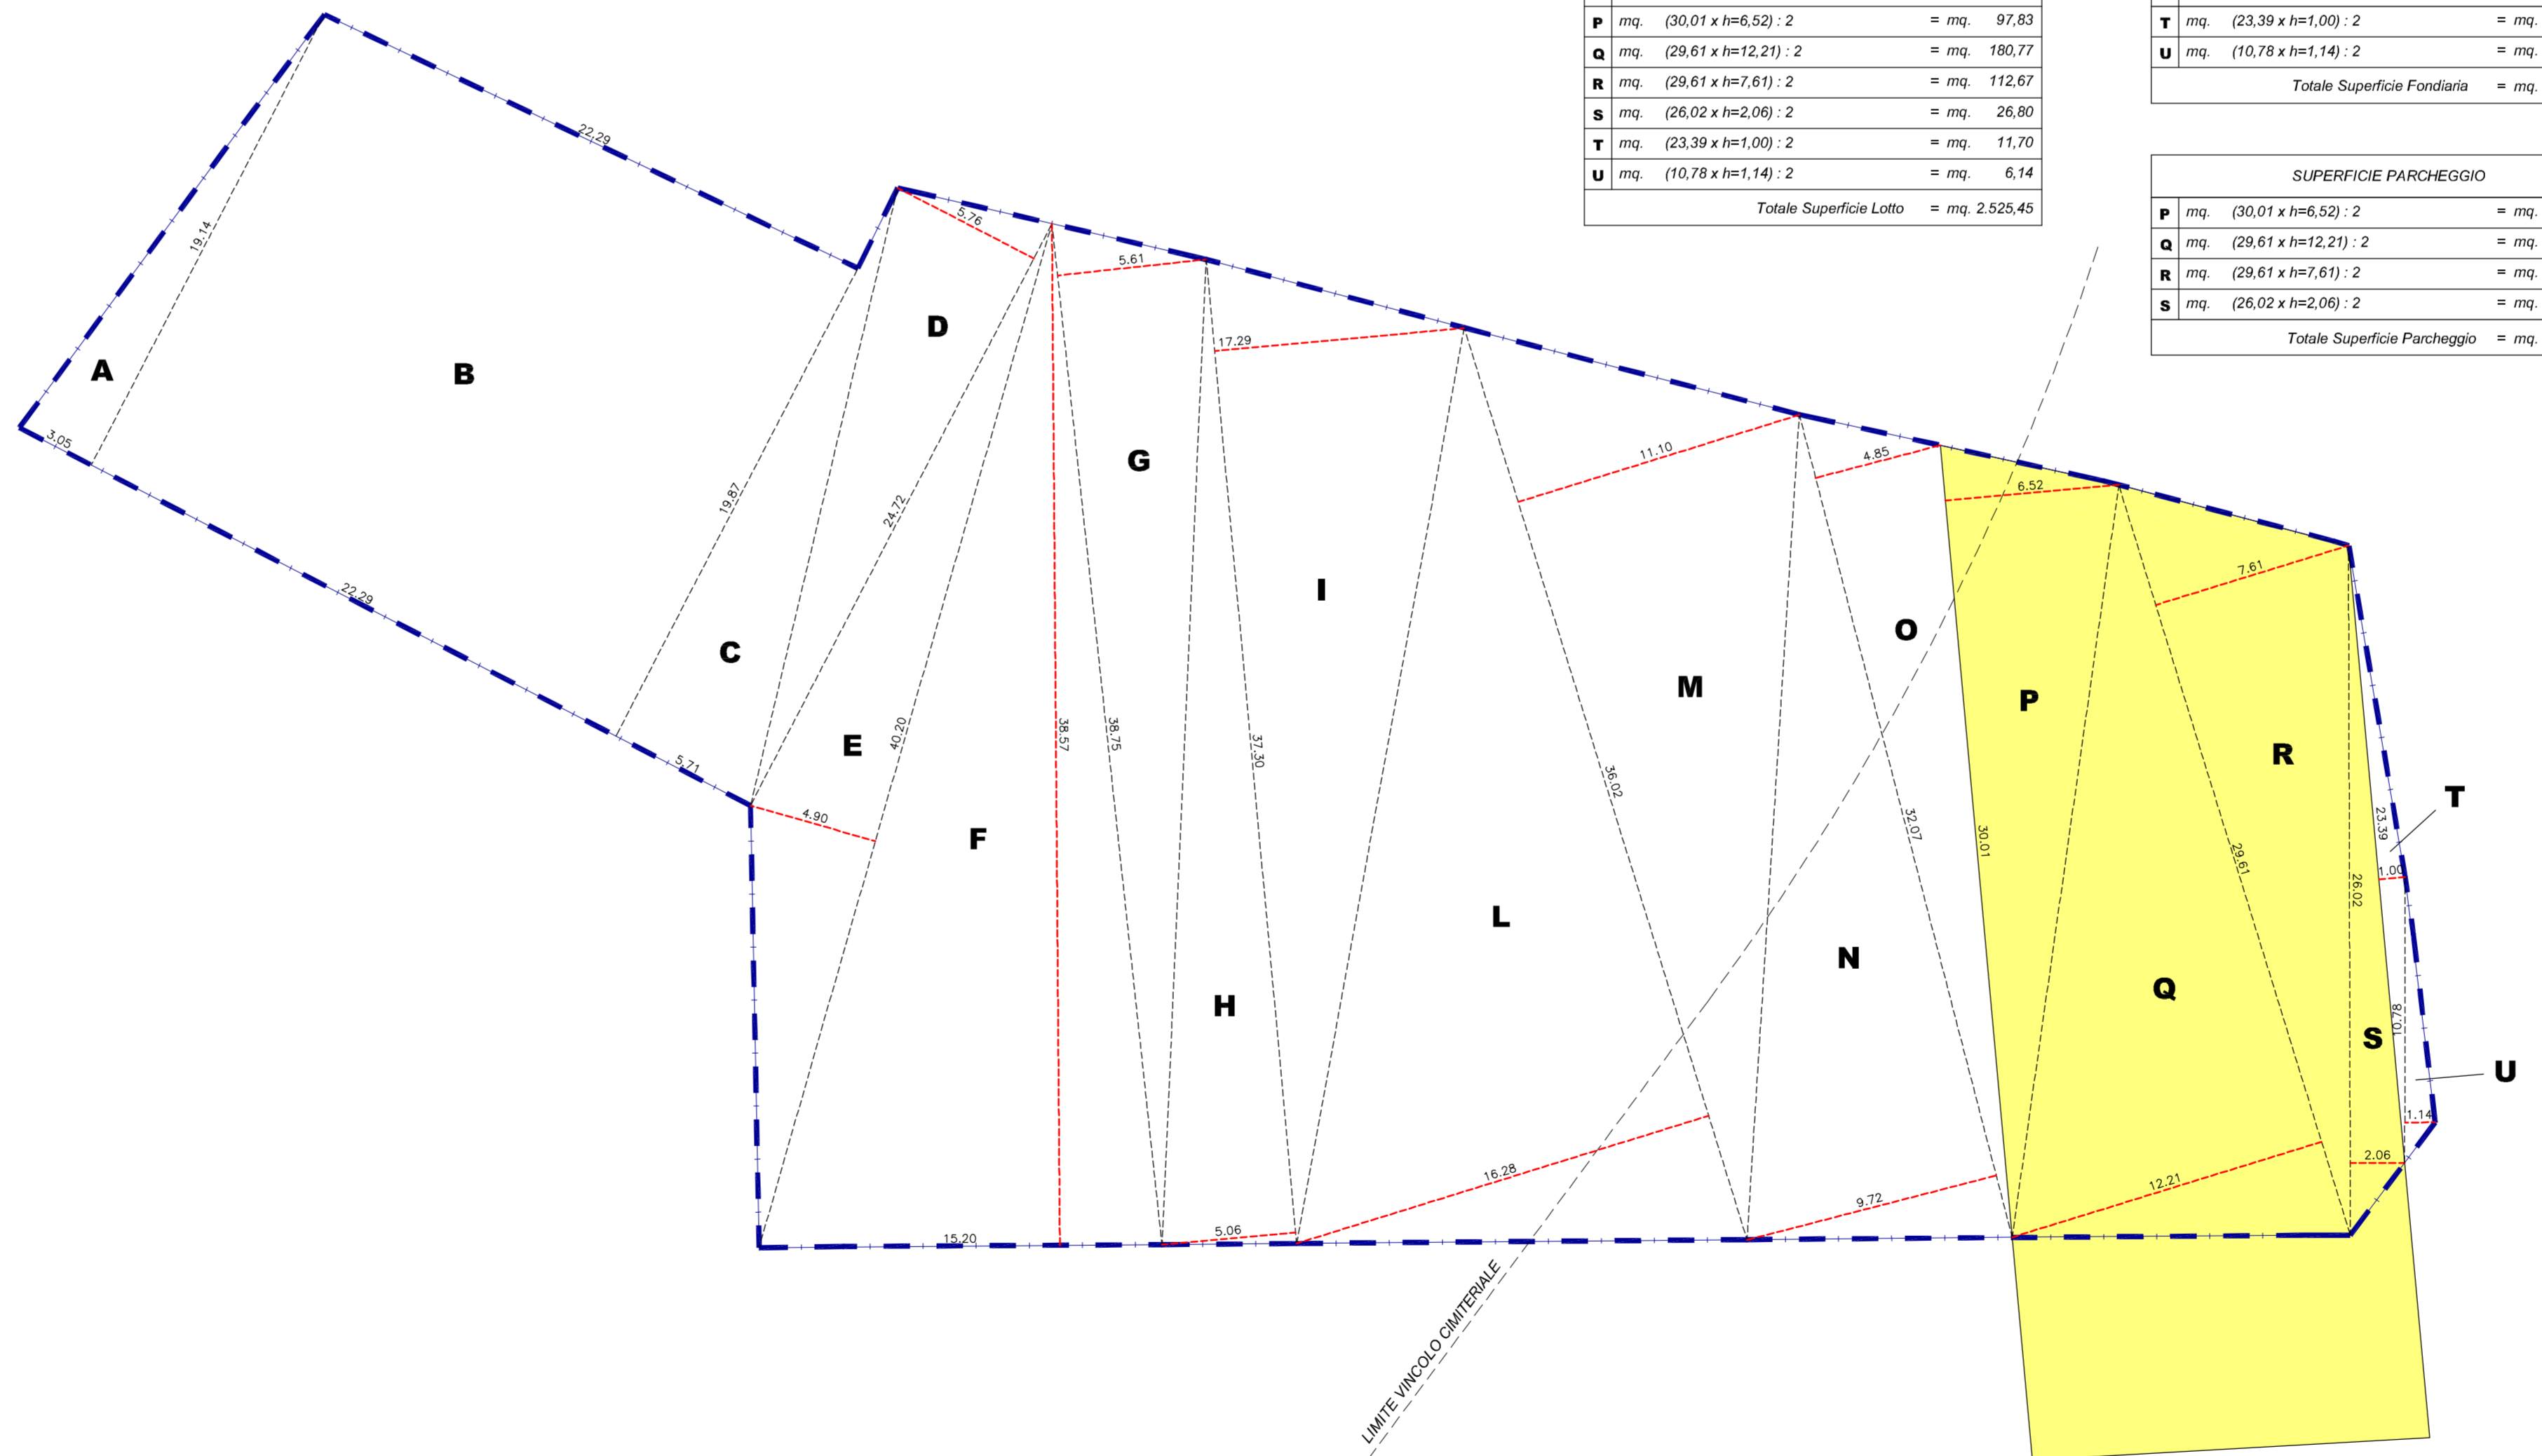 P mq. (30,01 x h=6,52) : 2 = mq. 97,83
Q mq. (29,61 x h=12,21) : 2 = mq. 180,77
R mq. (29,61 x h=7,61) : 2 = mq. 112,67
S mq. (26,02 x h=2,06) : 2 = mq. 26,80
T mq. (23,39 x h=1,00) : 2 = mq. 11,70
U mq. (10,78 x h=1,14) : 2 = mq. 6,14
Totale Superficie Lotto = mq. 2.525,45
T mq. (23,39 x h=1,00) : 2 = mq.
U mq. (10,78 x h=1,14) : 2 = mq.
Totale Superficie Fondiaria = mq.
SUPERFICIE PARCHEGGIO
P mq. (30,01 x h=6,52) : 2 = mq.
Q mq. (29,61 x h=12,21) : 2 = mq.
R mq. (29,61 x h=7,61) : 2 = mq.
S mq. (26,02 x h=2,06) : 2 = mq.
Totale Superficie Parcheggio = mq.
22.29
19.14
5.76
5.61
17.29
D
A
B
3.05
G
11.10
4.85
6.52
19.87
24.72
7.61
22.29
I
O
C
M
P
E
5.71
40.20
38.57
38.75
37.30
36.02
R
T
4.90
F
32.07
30.01
29.61
23.39
1.00
26.02
L
N
Q
H
10.78
S
U
1.14
16.28
2.06
12.21
9.72
5.06
15.20
LIMITE VINCOLO CIMITERIALE